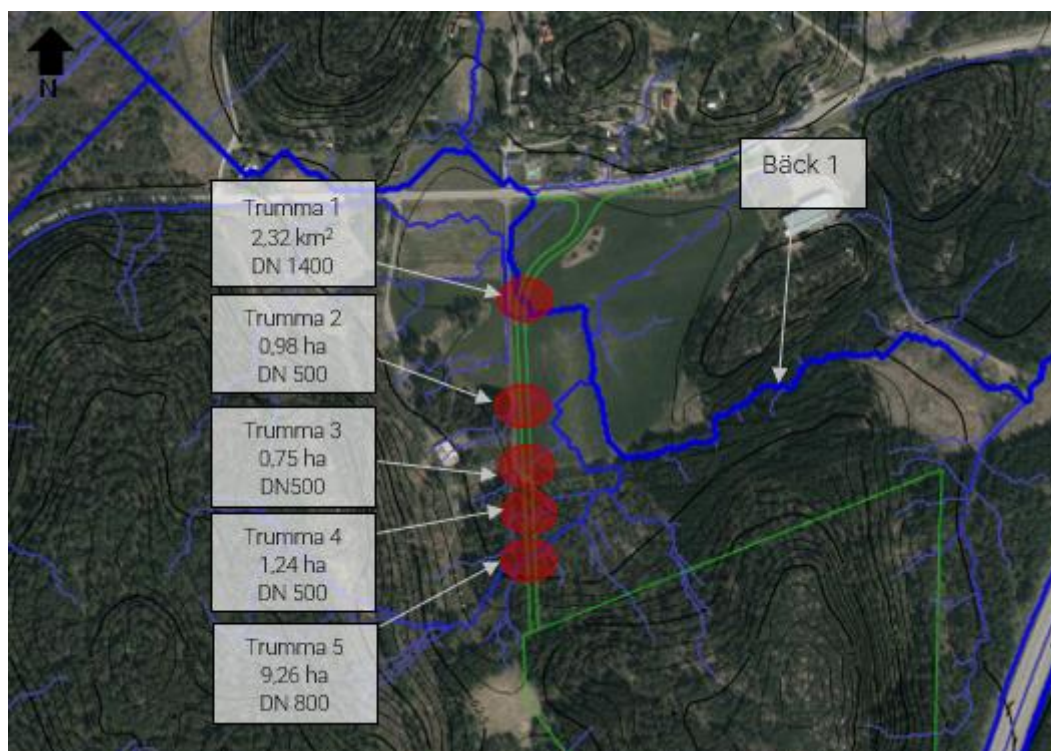 N
Bäck 1
Trumma 1
2,32 km²
DN 1400
Trumma 2
0,98 ha
DN 500
Trumma 3
0,75 ha
DN500
Trumma 4
1,24 ha
DN 500
Trumma 5
9,26 ha
DN 800